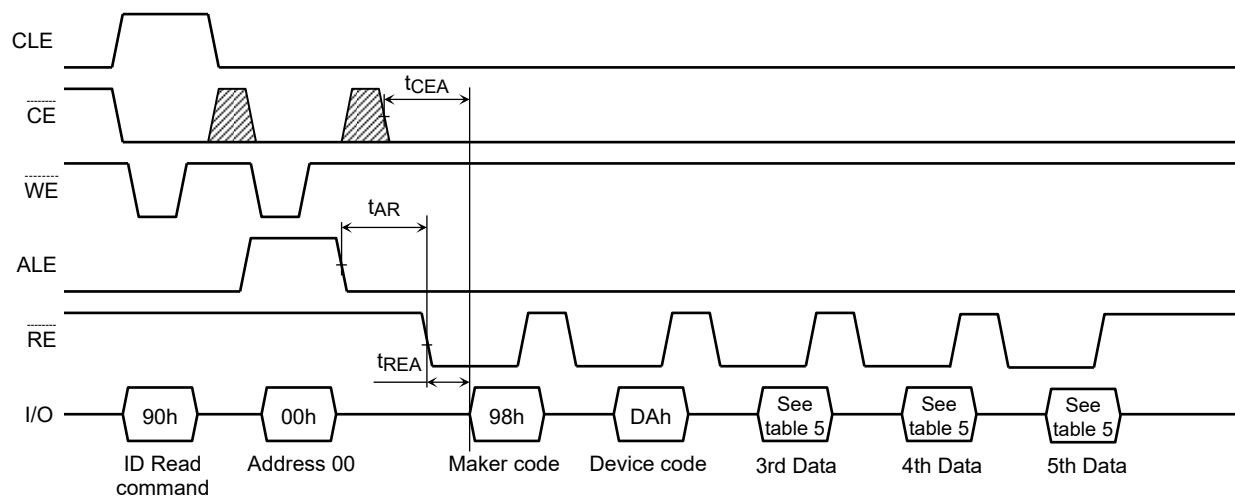 CLE
tCEA
CE
WE
tAR
ALE
RE
tREA
I/O
90h
00h
98h
DAh
See
table 5
See
table 5
See
table 5
ID Read
command
Address 00
Maker code
Device code
3rd Data
4th Data
5th Data